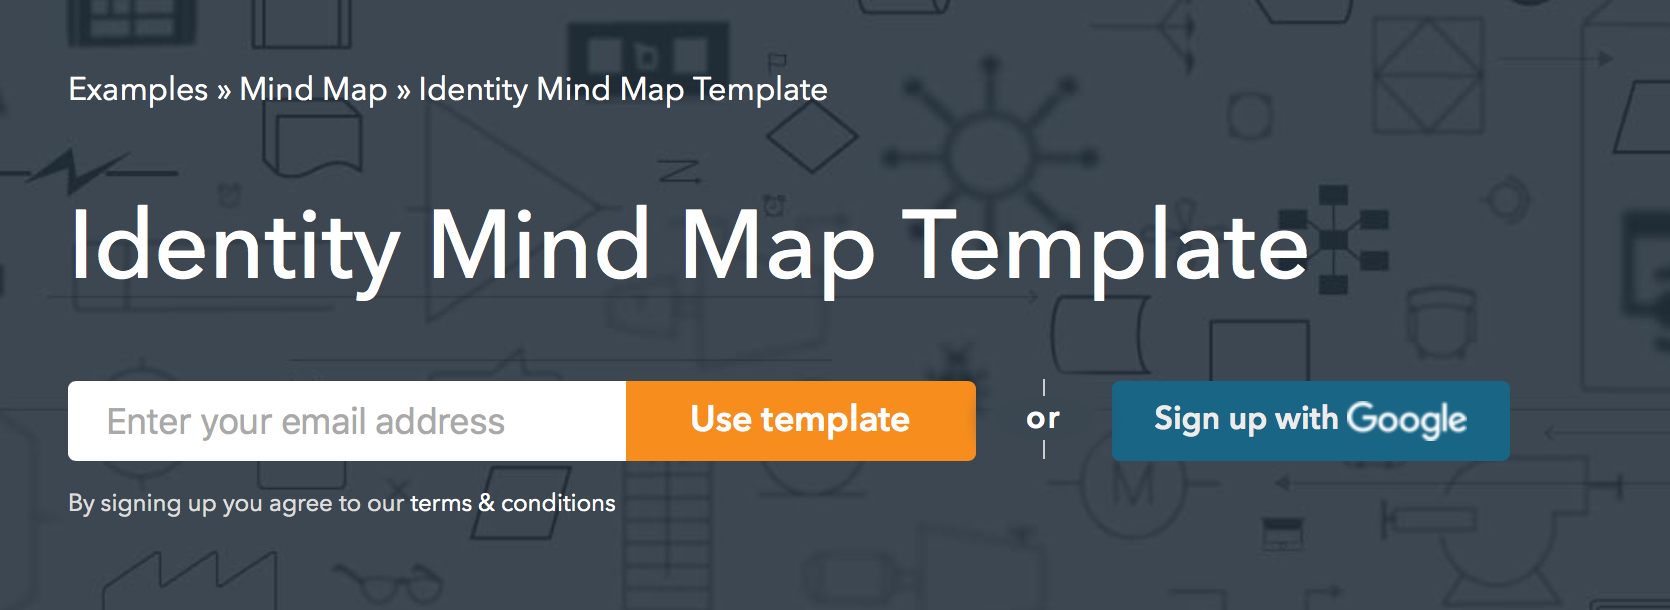 Examples » Mind Map » Identity Mind Map Template
Identity Mind Map Template
Enter your email address
Use template
or
Sign up with Google
By signing up you agree to our terms & conditions
M